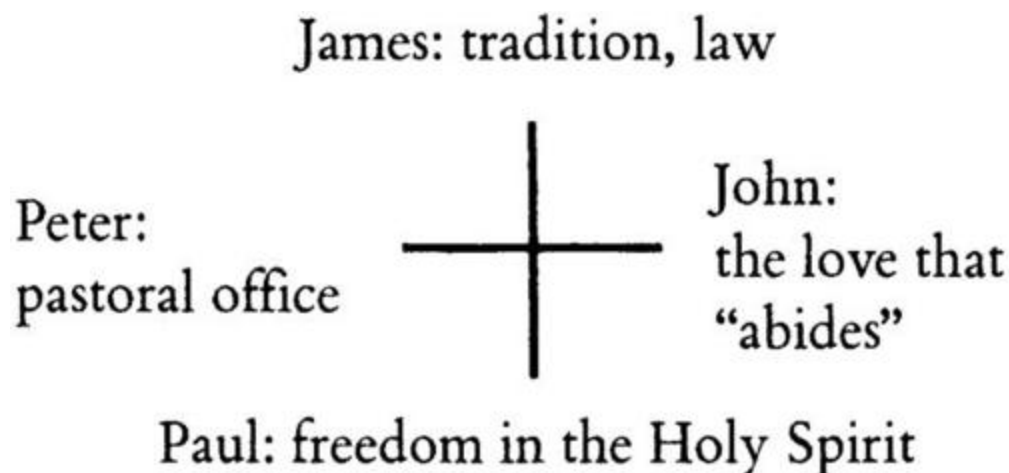 James: tradition, law
Peter:
pastoral office
John:
the love that
“abides”
Paul: freedom in the Holy Spirit